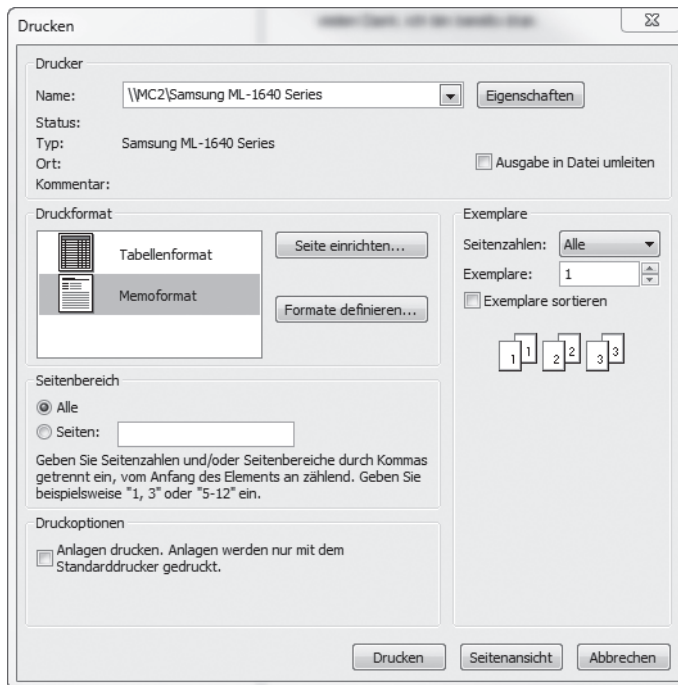 Drucken
Drucker
Name: \\MC2\Samsung ML-1640 Series Eigenschaften
Status:
Typ: Samsung ML-1640 Series
Ort: Ausgabe in Datei umleiten
Kommentar:
Druckformat
Tabellenformat
Memoformat
Seite einrichten...
Formate definieren...
Exemplare
Seitenzahlen: Alle
Exemplare: 1
Exemplare sortieren
1 1 2 2 3 3
Seitenbereich
Alle
Seiten:
Geben Sie Seitenzahlen und/oder Seitenbereiche durch Kommas
getrennt ein, vom Anfang des Elements an zählend. Geben Sie
beispielsweise "1, 3" oder "5-12" ein.
Druckoptionen
Anlagen drucken. Anlagen werden nur mit dem
Standarddrucker gedruckt.
Drucken Seitenansicht Abbrechen